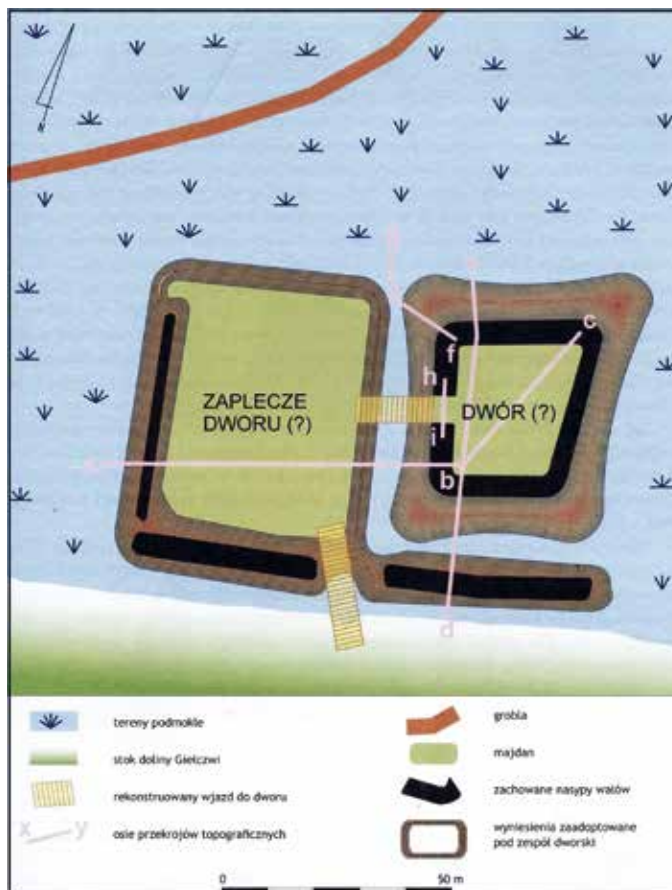 ZAPLECZE
DWORU (?)
DWÓR (?)
c
f
h
i
b
d
tereny podmokłe
stok doliny Giełczwi
rekonstruowany wjazd do dworu
x y osie przekrojów topograficznych
grobla
majdan
zachowane nasypy wałów
wyniesienia zaadoptowane
pod zespół dworski
0 50 m